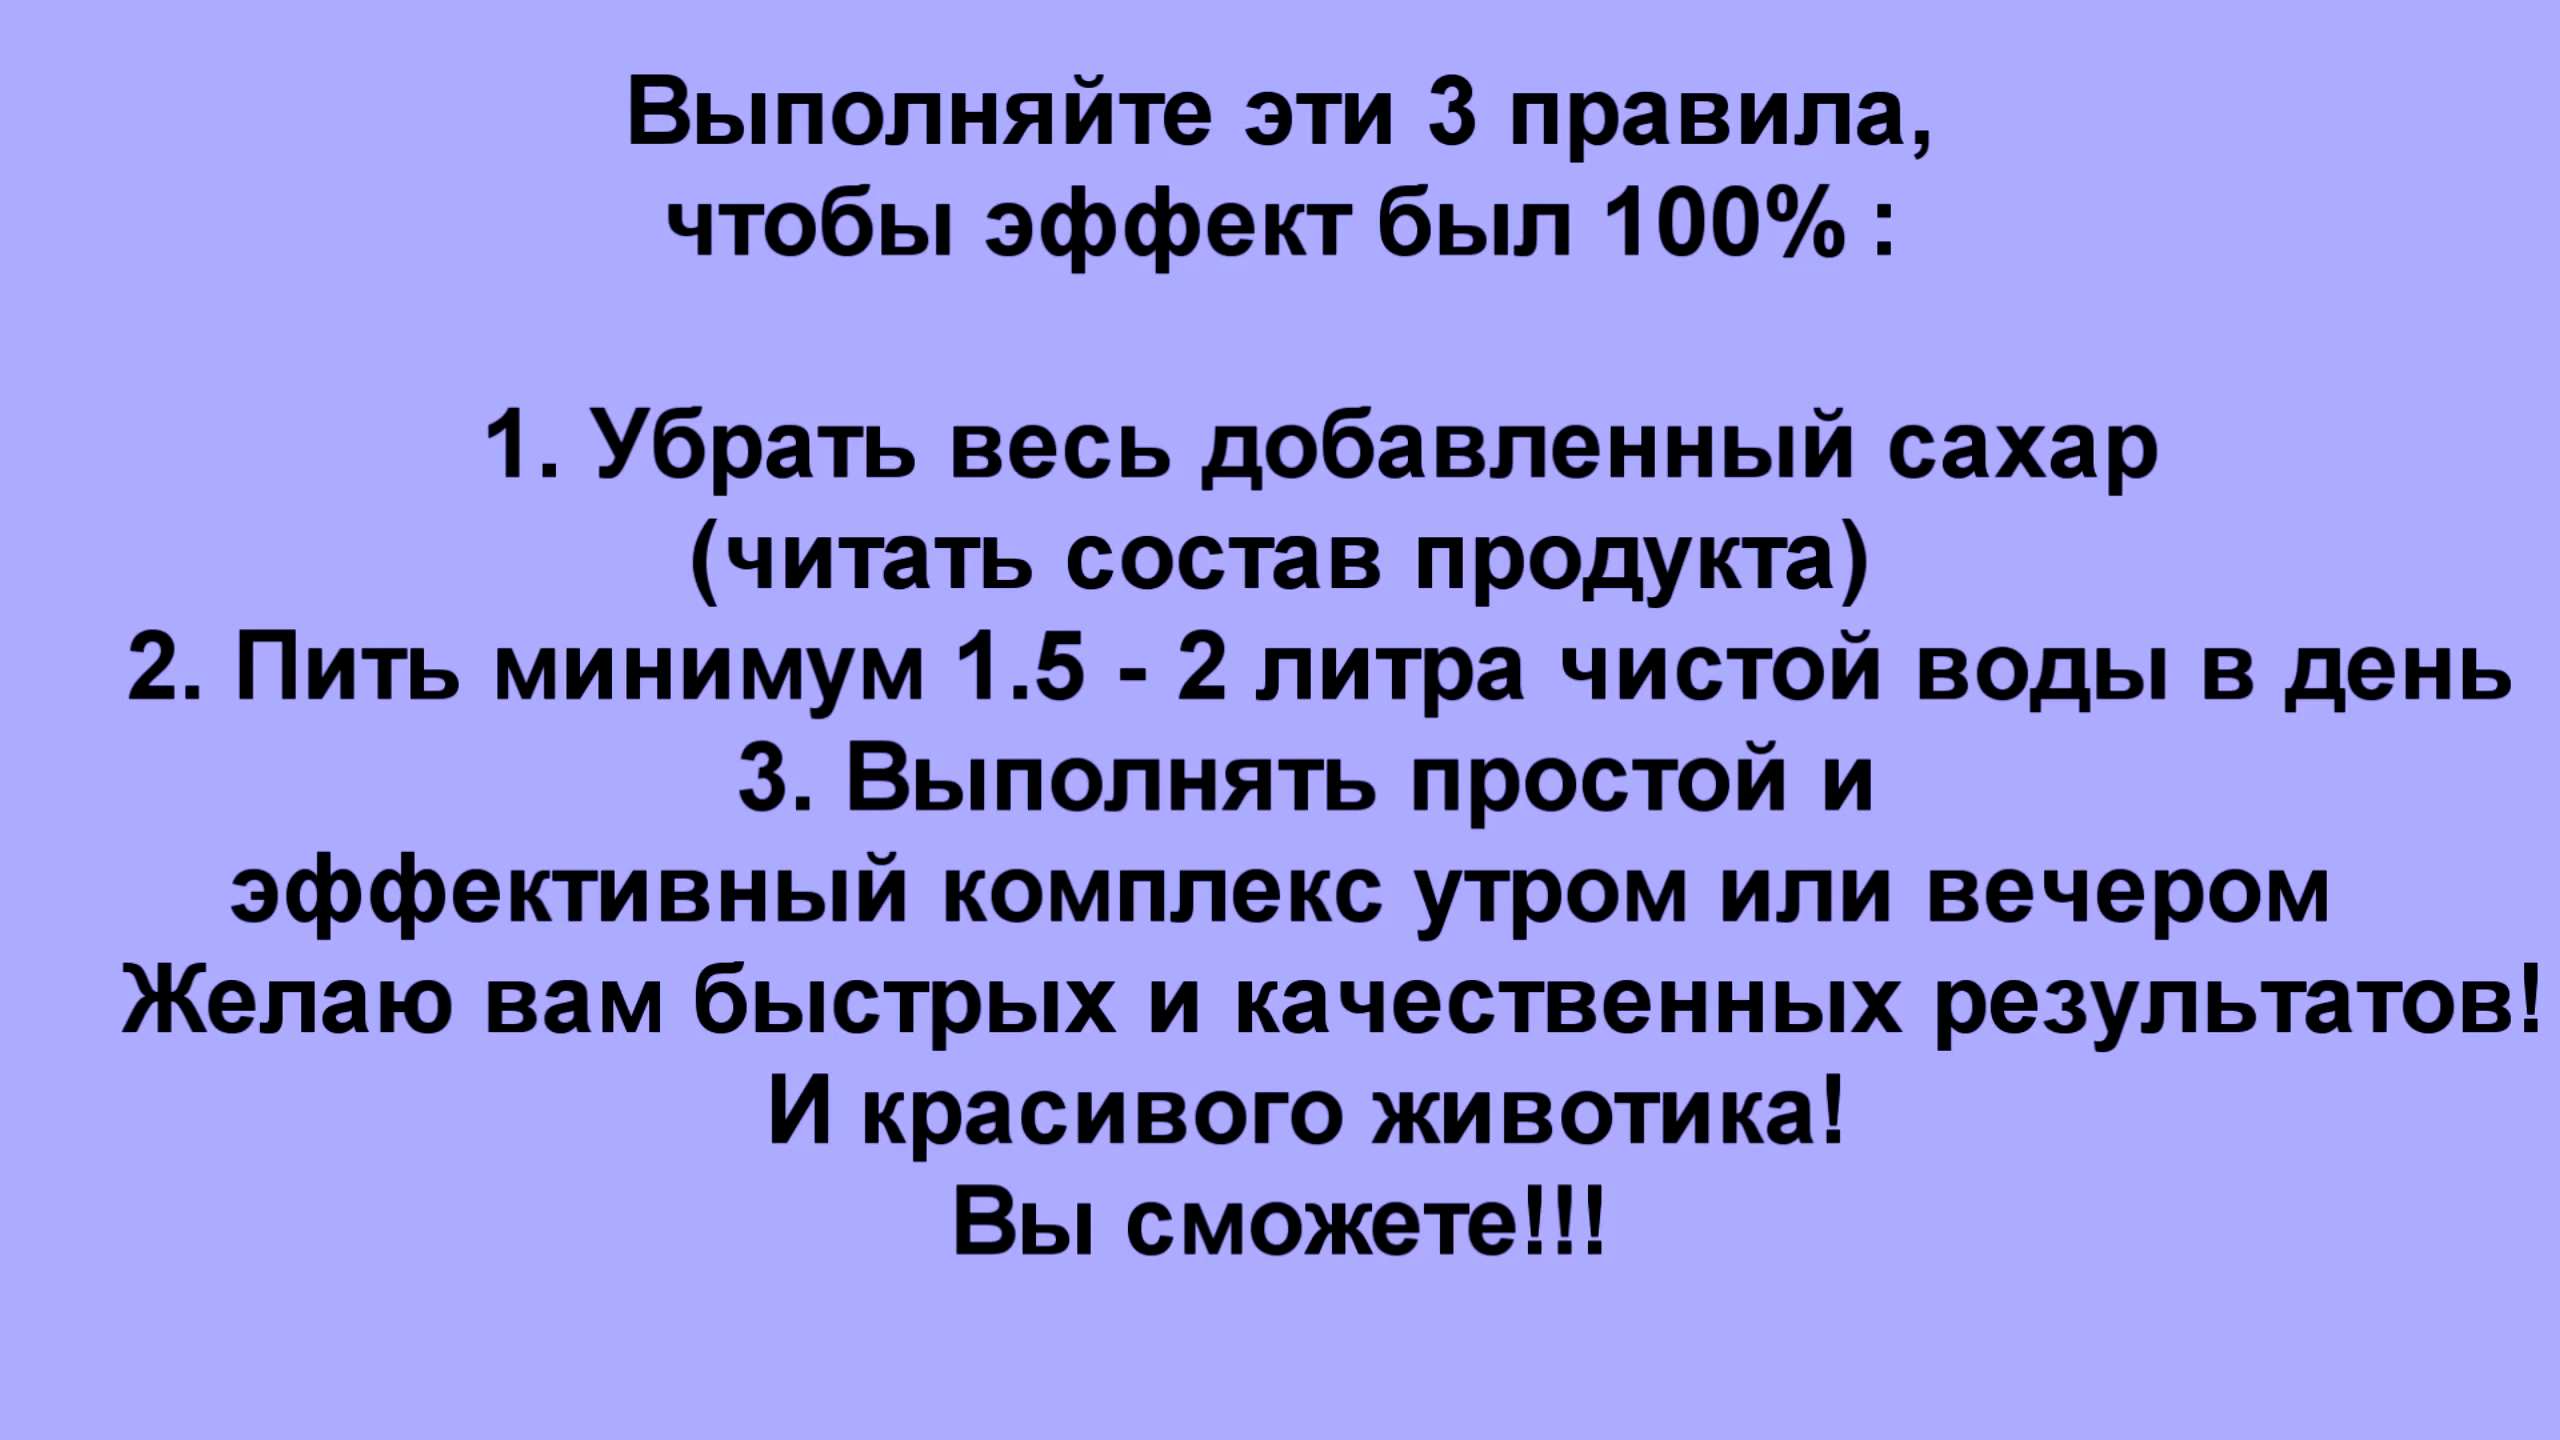 Выполняйте эти 3 правила,
чтобы эффект был 100% :
1. Убрать весь добавленный сахар
(читать состав продукта)
2. Пить минимум 1.5 - 2 литра чистой воды в день
3. Выполнять простой и
эффективный комплекс утром или вечером
Желаю вам быстрых и качественных результатов!
И красивого животика!
Вы сможете!!!